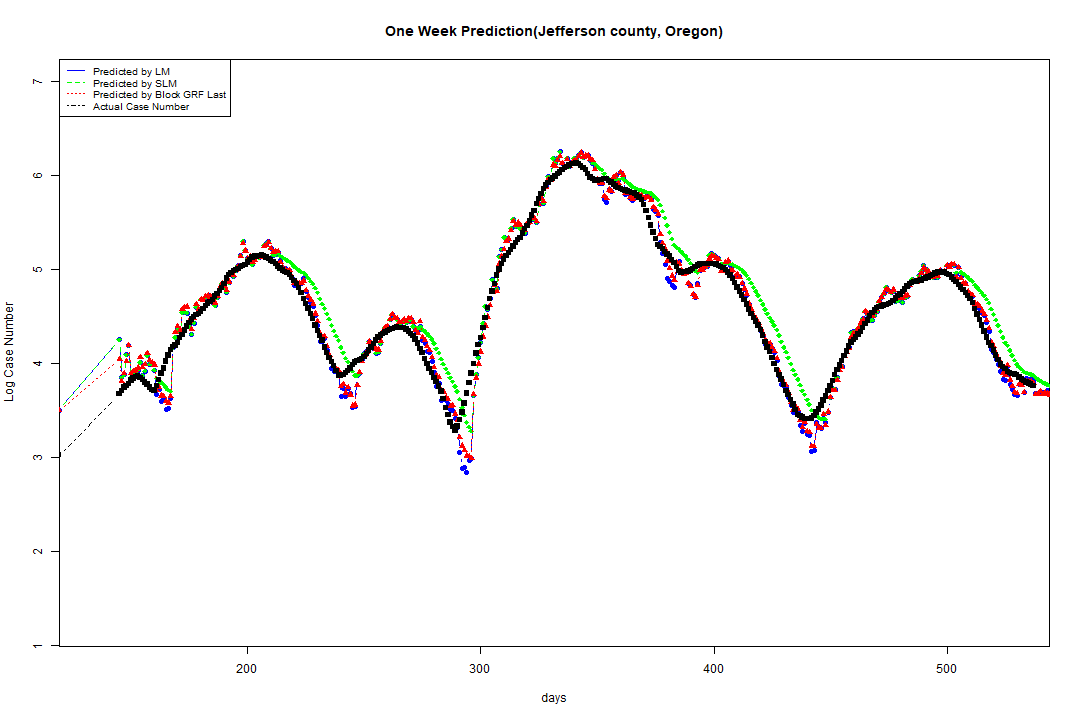 One Week Prediction(Jefferson county, Oregon)
Predicted by LM
Predicted by SLM
Predicted by Block GRF Last
Actual Case Number
7
6
5
4
3
2
1
Log Case Number
200 300 400 500
days